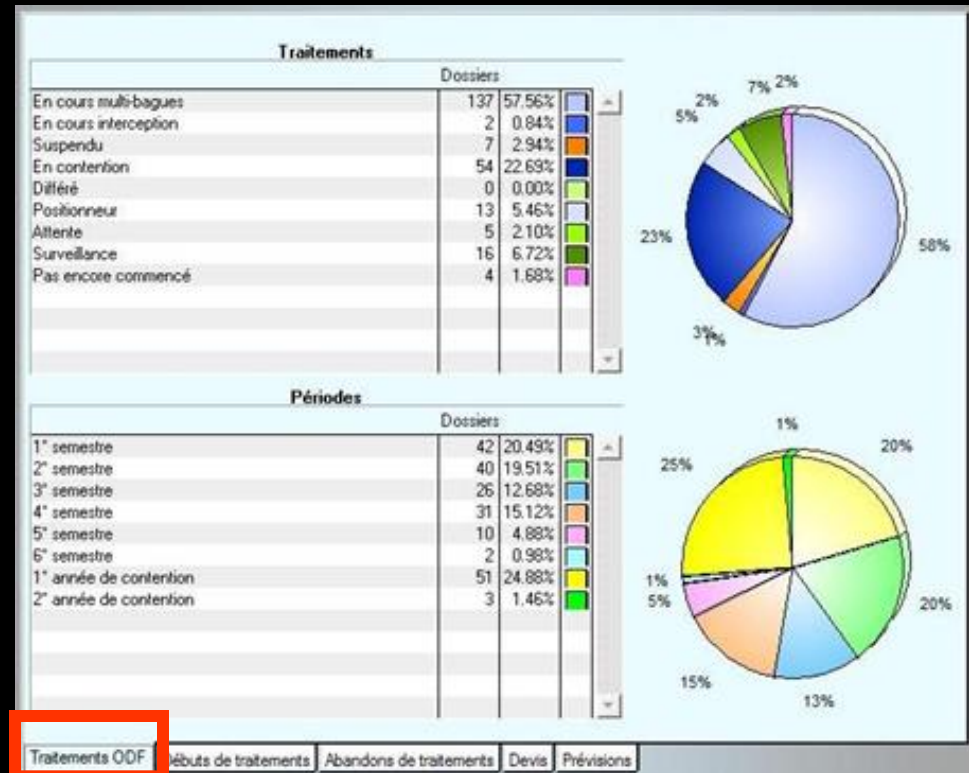 Traitements
Dossiers
En cours multi-bagues 137 57.56%
En cours interception 2 0.84%
Suspendu 7 2.94%
En contention 54 22.69%
Différé 0 0.00%
Positionneur 13 5.46%
Attente 5 2.10%
Surveillance 16 6.72%
Pas encore commencé 4 1.68%
5% 2% 7% 2%
23%
58%
3% 1%
Périodes
Dossiers
1° semestre 42 20.49%
2° semestre 40 19.51%
3° semestre 26 12.68%
4° semestre 31 15.12%
5° semestre 10 4.88%
6° semestre 2 0.98%
1° année de contention 51 24.88%
2° année de contention 3 1.46%
1%
25% 20%
1%
5% 20%
15%
13%
Traitements ODF ébuts de traitements Abandons de traitements Devis Prévisions